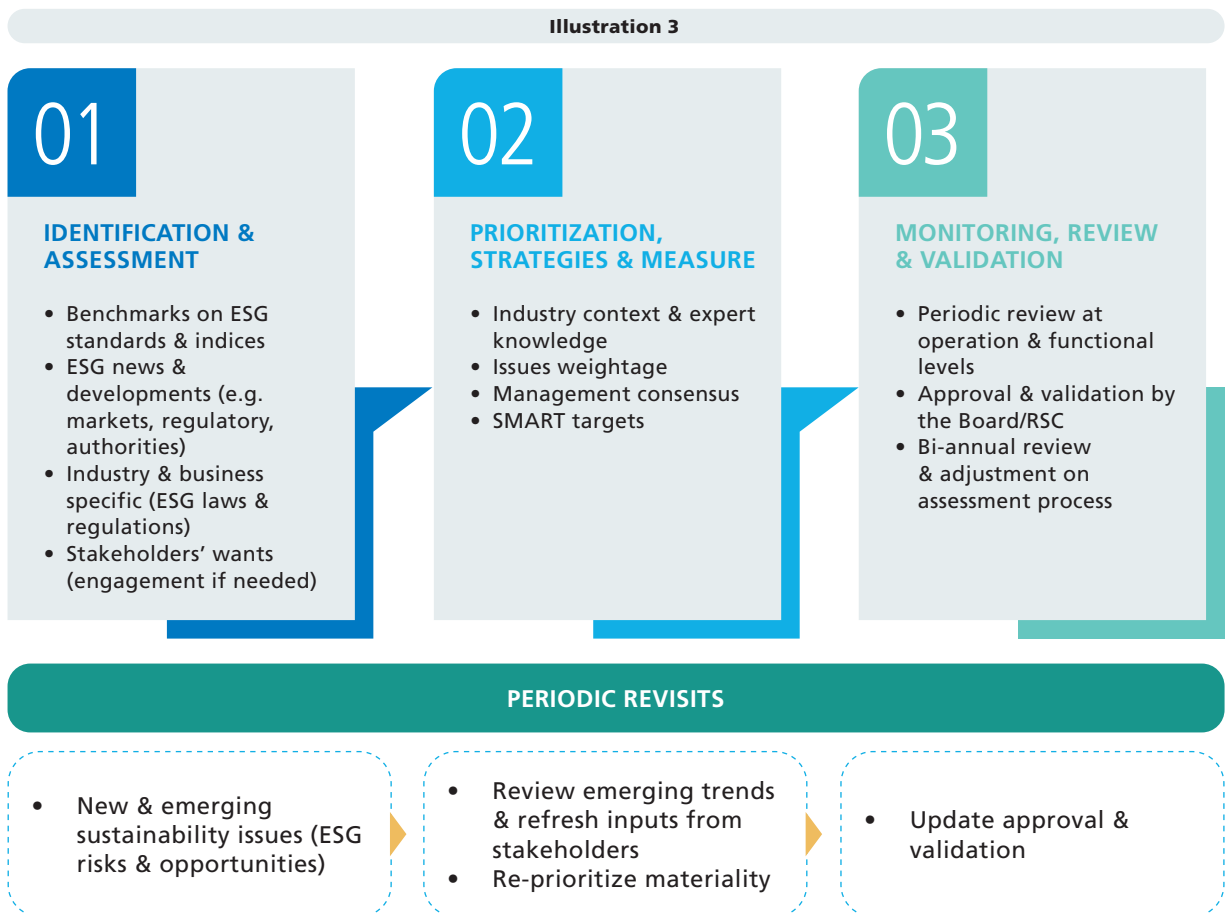 Illustration 3
01
IDENTIFICATION &
ASSESSMENT
• Benchmarks on ESG
standards & indices
• ESG news &
developments (e.g.
markets, regulatory,
authorities)
• Industry & business
specific (ESG laws &
regulations)
• Stakeholders’ wants
(engagement if needed)
02
PRIORITIZATION,
STRATEGIES & MEASURE
• Industry context & expert
knowledge
• Issues weightage
• Management consensus
• SMART targets
03
MONITORING, REVIEW
& VALIDATION
• Periodic review at
operation & functional
levels
• Approval & validation by
the Board/RSC
• Bi-annual review
& adjustment on
assessment process
PERIODIC REVISITS
• New & emerging
sustainability issues (ESG
risks & opportunities)
• Review emerging trends
& refresh inputs from
stakeholders
• Re-prioritize materiality
• Update approval &
validation